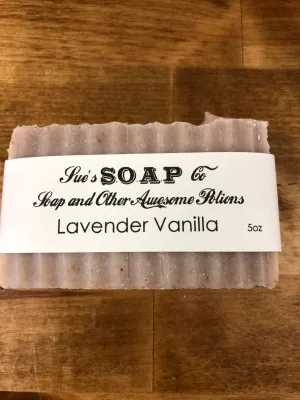 Sue's SOAP Co
Soap and Other Awesome Potions
Lavender Vanilla 5oz